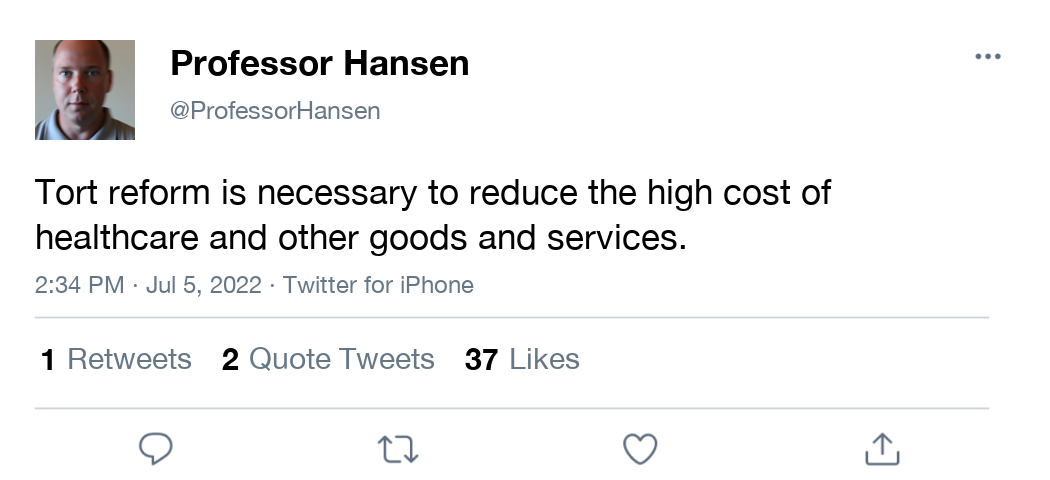 Professor Hansen
@ProfessorHansen
Tort reform is necessary to reduce the high cost of
healthcare and other goods and services.
2:34 PM · Jul 5, 2022 · Twitter for iPhone
1 Retweets 2 Quote Tweets 37 Likes